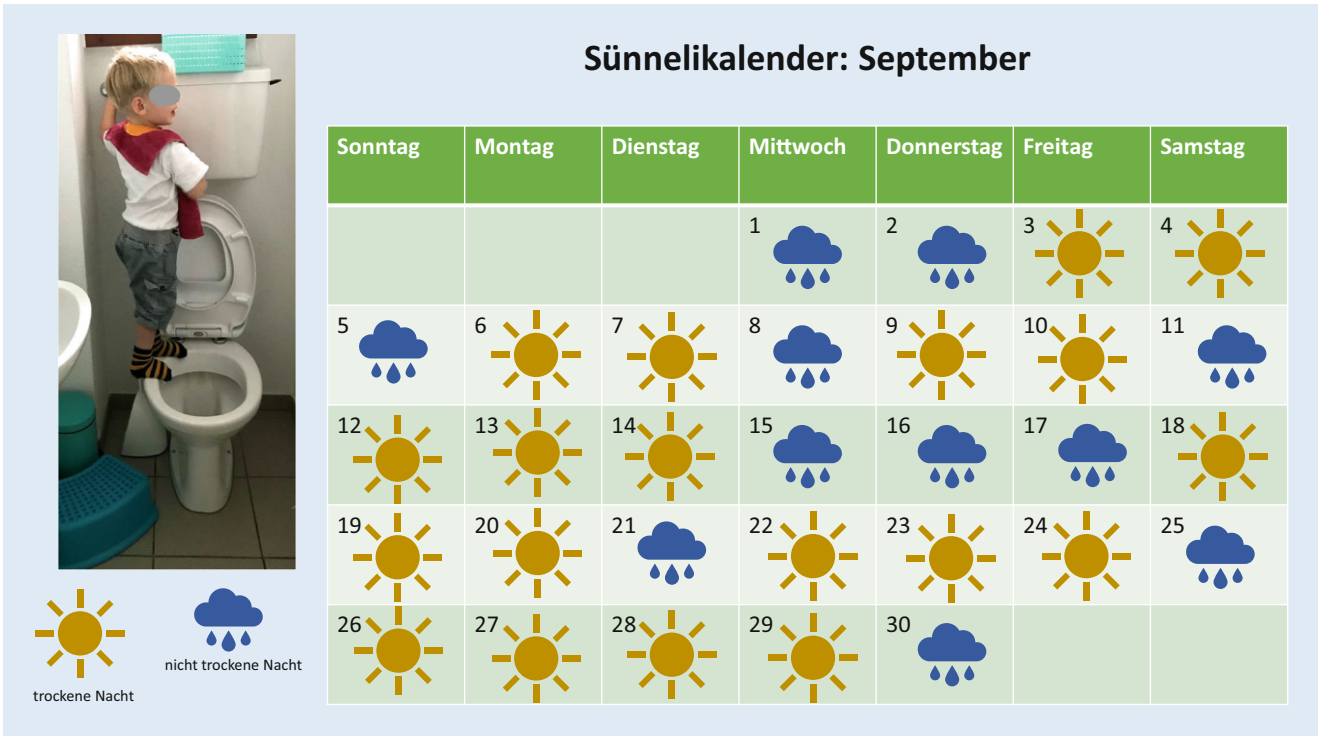 Sünnelikalender: September
Sonntag Montag Dienstag Mittwoch Donnerstag Freitag Samstag
1 2 3 4
5 6 7 8 9 10 11
12 13 14 15 16 17 18
19 20 21 22 23 24 25
26 27 28 29 30
nicht trockene Nacht
trockene Nacht